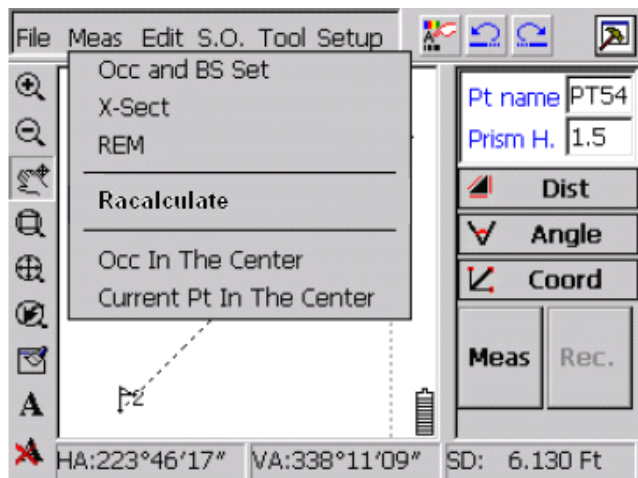 File Meas Edit S.O. Tool Setup
Occ and BS Set
X-Sect
REM
Racalculate
Occ In The Center
Current Pt In The Center
Pt name PT54
Prism H. 1.5
Dist
Angle
Coord
Meas Rec.
2
A
HA:223°46'17" VA:338°11'09" SD: 6.130 Ft